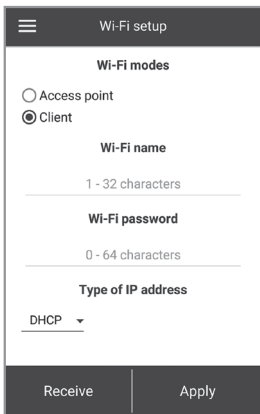 Wi-Fi setup
Wi-Fi modes
Access point
Client
Wi-Fi name
1 - 32 characters
Wi-Fi password
0 - 64 characters
Type of IP address
DHCP
Receive
Apply